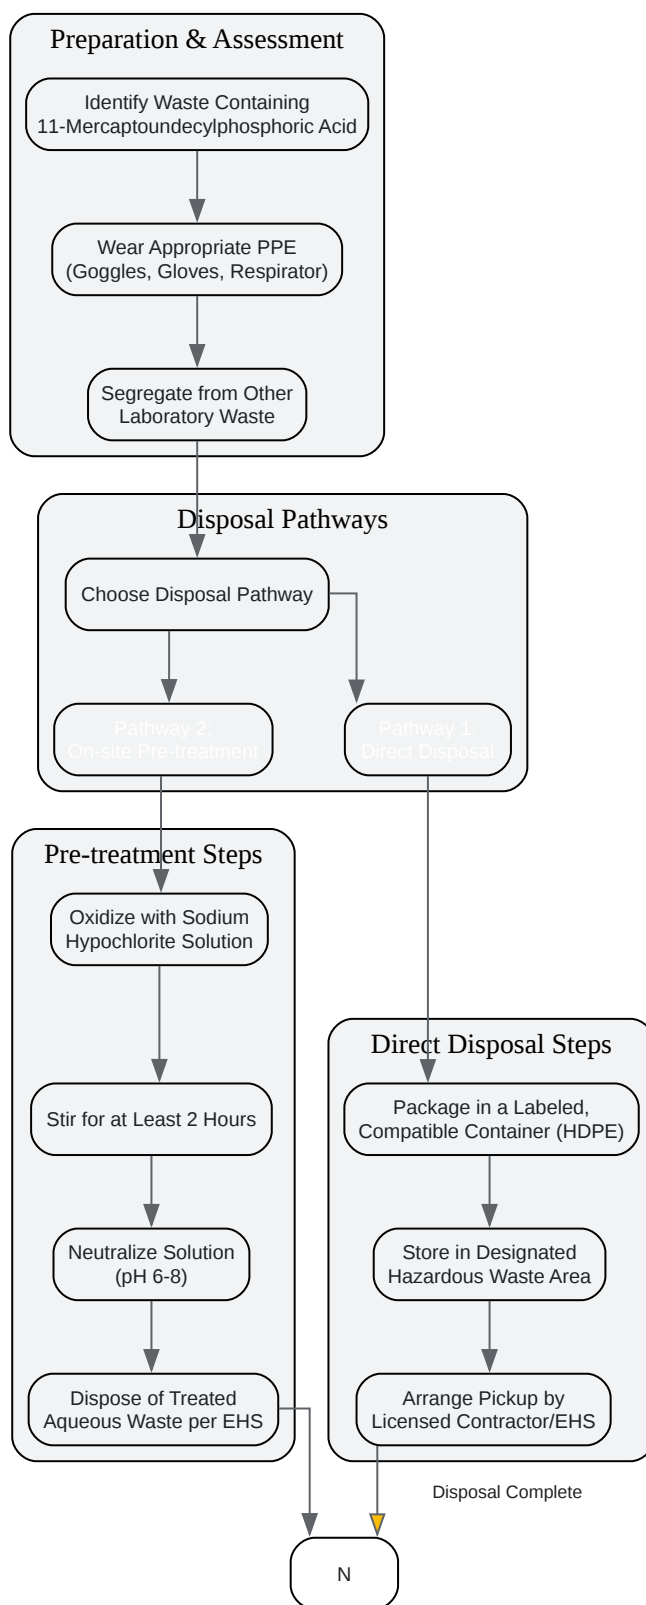 Preparation & Assessment
Identify Waste Containing
11-Mercaptoundecylphosphoric Acid
Wear Appropriate PPE
(Goggles, Gloves, Respirator)
Segregate from Other
Laboratory Waste
Disposal Pathways
Choose Disposal Pathway
Pathway 2:
On-site Pre-treatment
Pathway 1:
Direct Disposal
Pre-treatment Steps
Oxidize with Sodium
Hypochlorite Solution
Stir for at Least 2 Hours
Neutralize Solution
(pH 6-8)
Dispose of Treated
Aqueous Waste per EHS
Direct Disposal Steps
Package in a Labeled,
Compatible Container (HDPE)
Store in Designated
Hazardous Waste Area
Arrange Pickup by
Licensed Contractor/EHS
Disposal Complete
N